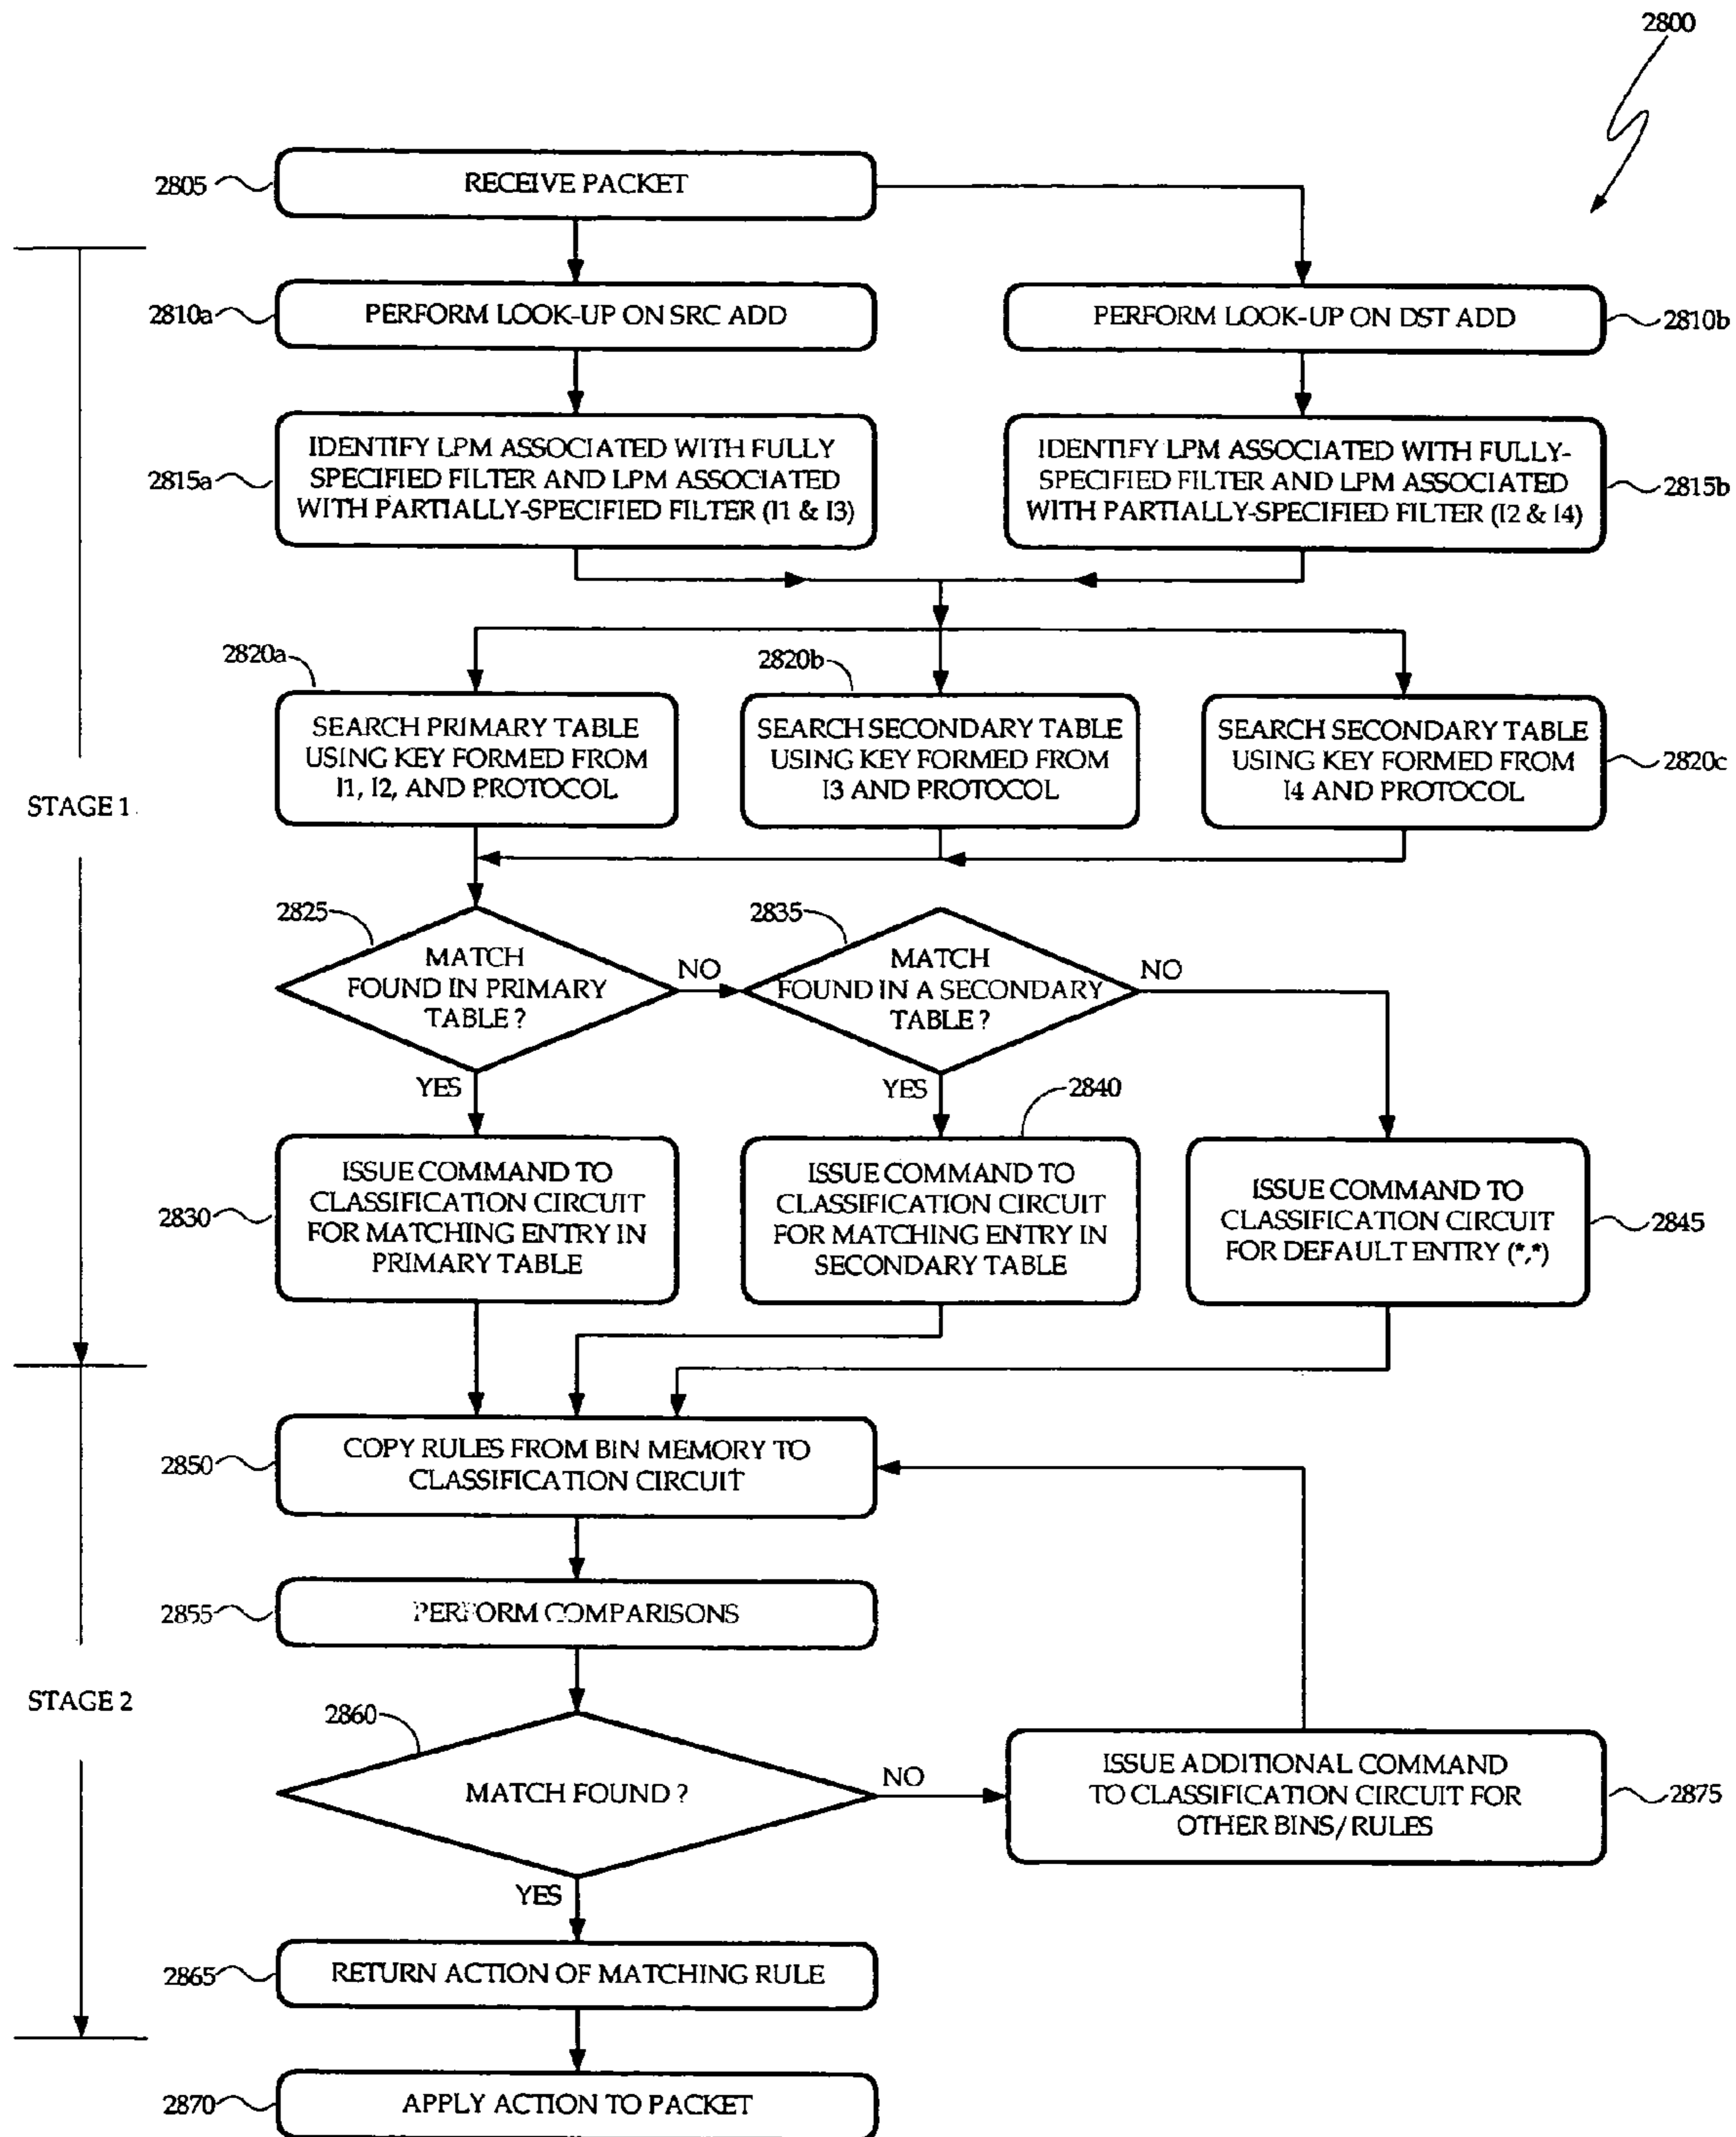 2800
2805
RECEIVE PACKET
2810a
PERFORM LOOK-UP ON SRC ADD
PERFORM LOOK-UP ON DST ADD
2810b
2815a
IDENTIFY LPM ASSOCIATED WITH FULLY
SPECIFIED FILTER AND LPM ASSOCIATED
WITH PARTIALLY-SPECIFIED FILTER (I1 & I3)
IDENTIFY LPM ASSOCIATED WITH FULLY-
SPECIFIED FILTER AND LPM ASSOCIATED
WITH PARTIALLY-SPECIFIED FILTER (I2 & I4)
2815b
2820a
SEARCH PRIMARY TABLE
USING KEY FORMED FROM
I1, I2, AND PROTOCOL
2820b
SEARCH SECONDARY TABLE
USING KEY FORMED FROM
I3 AND PROTOCOL
SEARCH SECONDARY TABLE
USING KEY FORMED FROM
I4 AND PROTOCOL
2820c
STAGE 1
2825
MATCH
FOUND IN PRIMARY
TABLE ?
NO
YES
2835
MATCH
FOUND IN A SECONDARY
TABLE ?
NO
YES
2830
ISSUE COMMAND TO
CLASSIFICATION CIRCUIT
FOR MATCHING ENTRY IN
PRIMARY TABLE
2840
ISSUE COMMAND TO
CLASSIFICATION CIRCUIT
FOR MATCHING ENTRY IN
SECONDARY TABLE
ISSUE COMMAND TO
CLASSIFICATION CIRCUIT
FOR DEFAULT ENTRY (*,*)
2845
2850
COPY RULES FROM BIN MEMORY TO
CLASSIFICATION CIRCUIT
2855
PERFORM COMPARISONS
STAGE 2
2860
MATCH FOUND ?
NO
YES
ISSUE ADDITIONAL COMMAND
TO CLASSIFICATION CIRCUIT FOR
OTHER BINS/RULES
2875
2865
RETURN ACTION OF MATCHING RULE
2870
APPLY ACTION TO PACKET